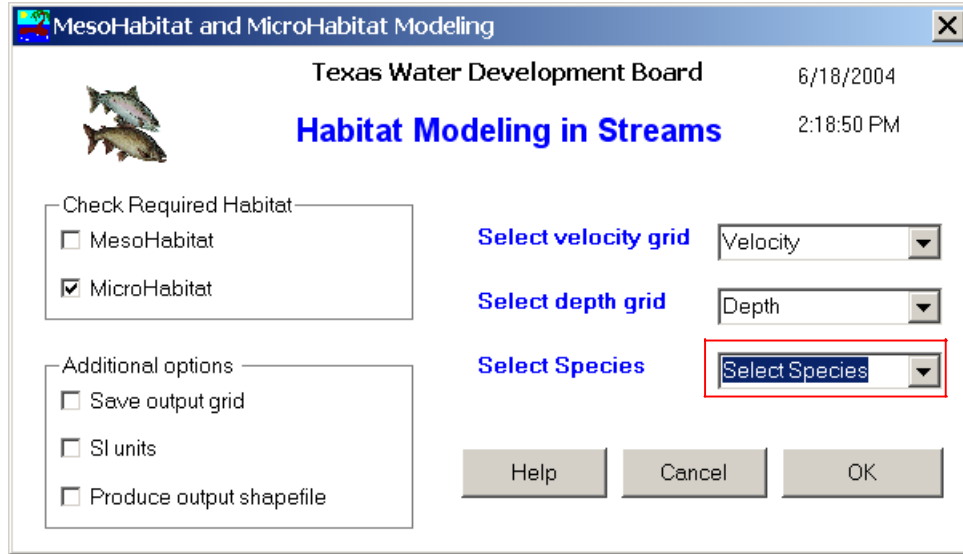 MesoHabitat and MicroHabitat Modeling
Texas Water Development Board
6/18/2004
Habitat Modeling in Streams
2:18:50 PM
Check Required Habitat
MesoHabitat
MicroHabitat
Select velocity grid
Velocity
Select depth grid
Depth
Select Species
Select Species
Additional options
Save output grid
SI units
Produce output shapefile
Help
Cancel
OK